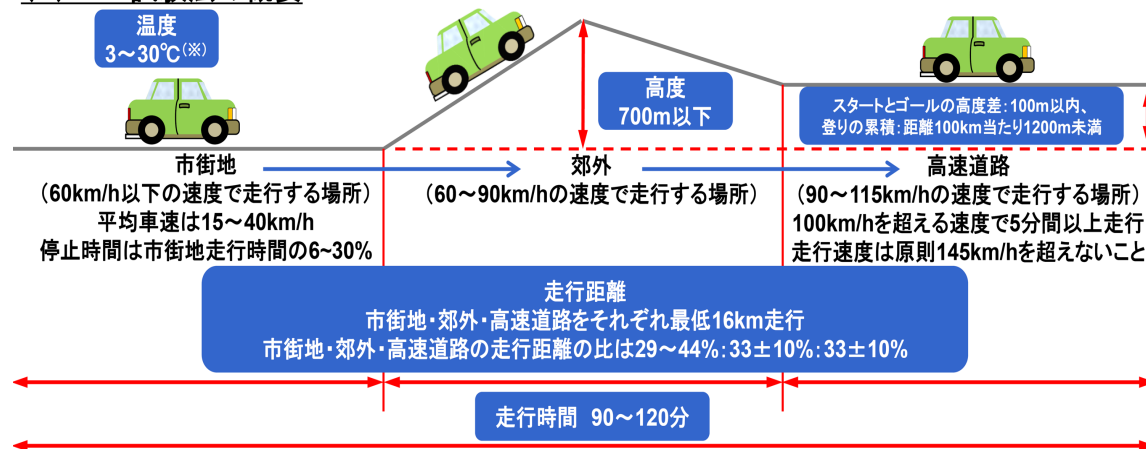 温度
3～30℃(※)
高度
700m以下
スタートとゴールの高度差：100m以内、
登りの累積：距離100km当たり1200m未満
市街地
（60km/h以下の速度で走行する場所）
平均車速は15～40km/h
停止時間は市街地走行時間の6~30%
郊外
（60～90km/hの速度で走行する場所）
高速道路
（90～115km/hの速度で走行する場所）
100km/hを超える速度で5分間以上走行
走行速度は原則145km/hを超えないこと
走行距離
市街地・郊外・高速道路をそれぞれ最低16km走行
市街地・郊外・高速道路の走行距離の比は29～44%：33±10%：33±10%
走行時間 90～120分